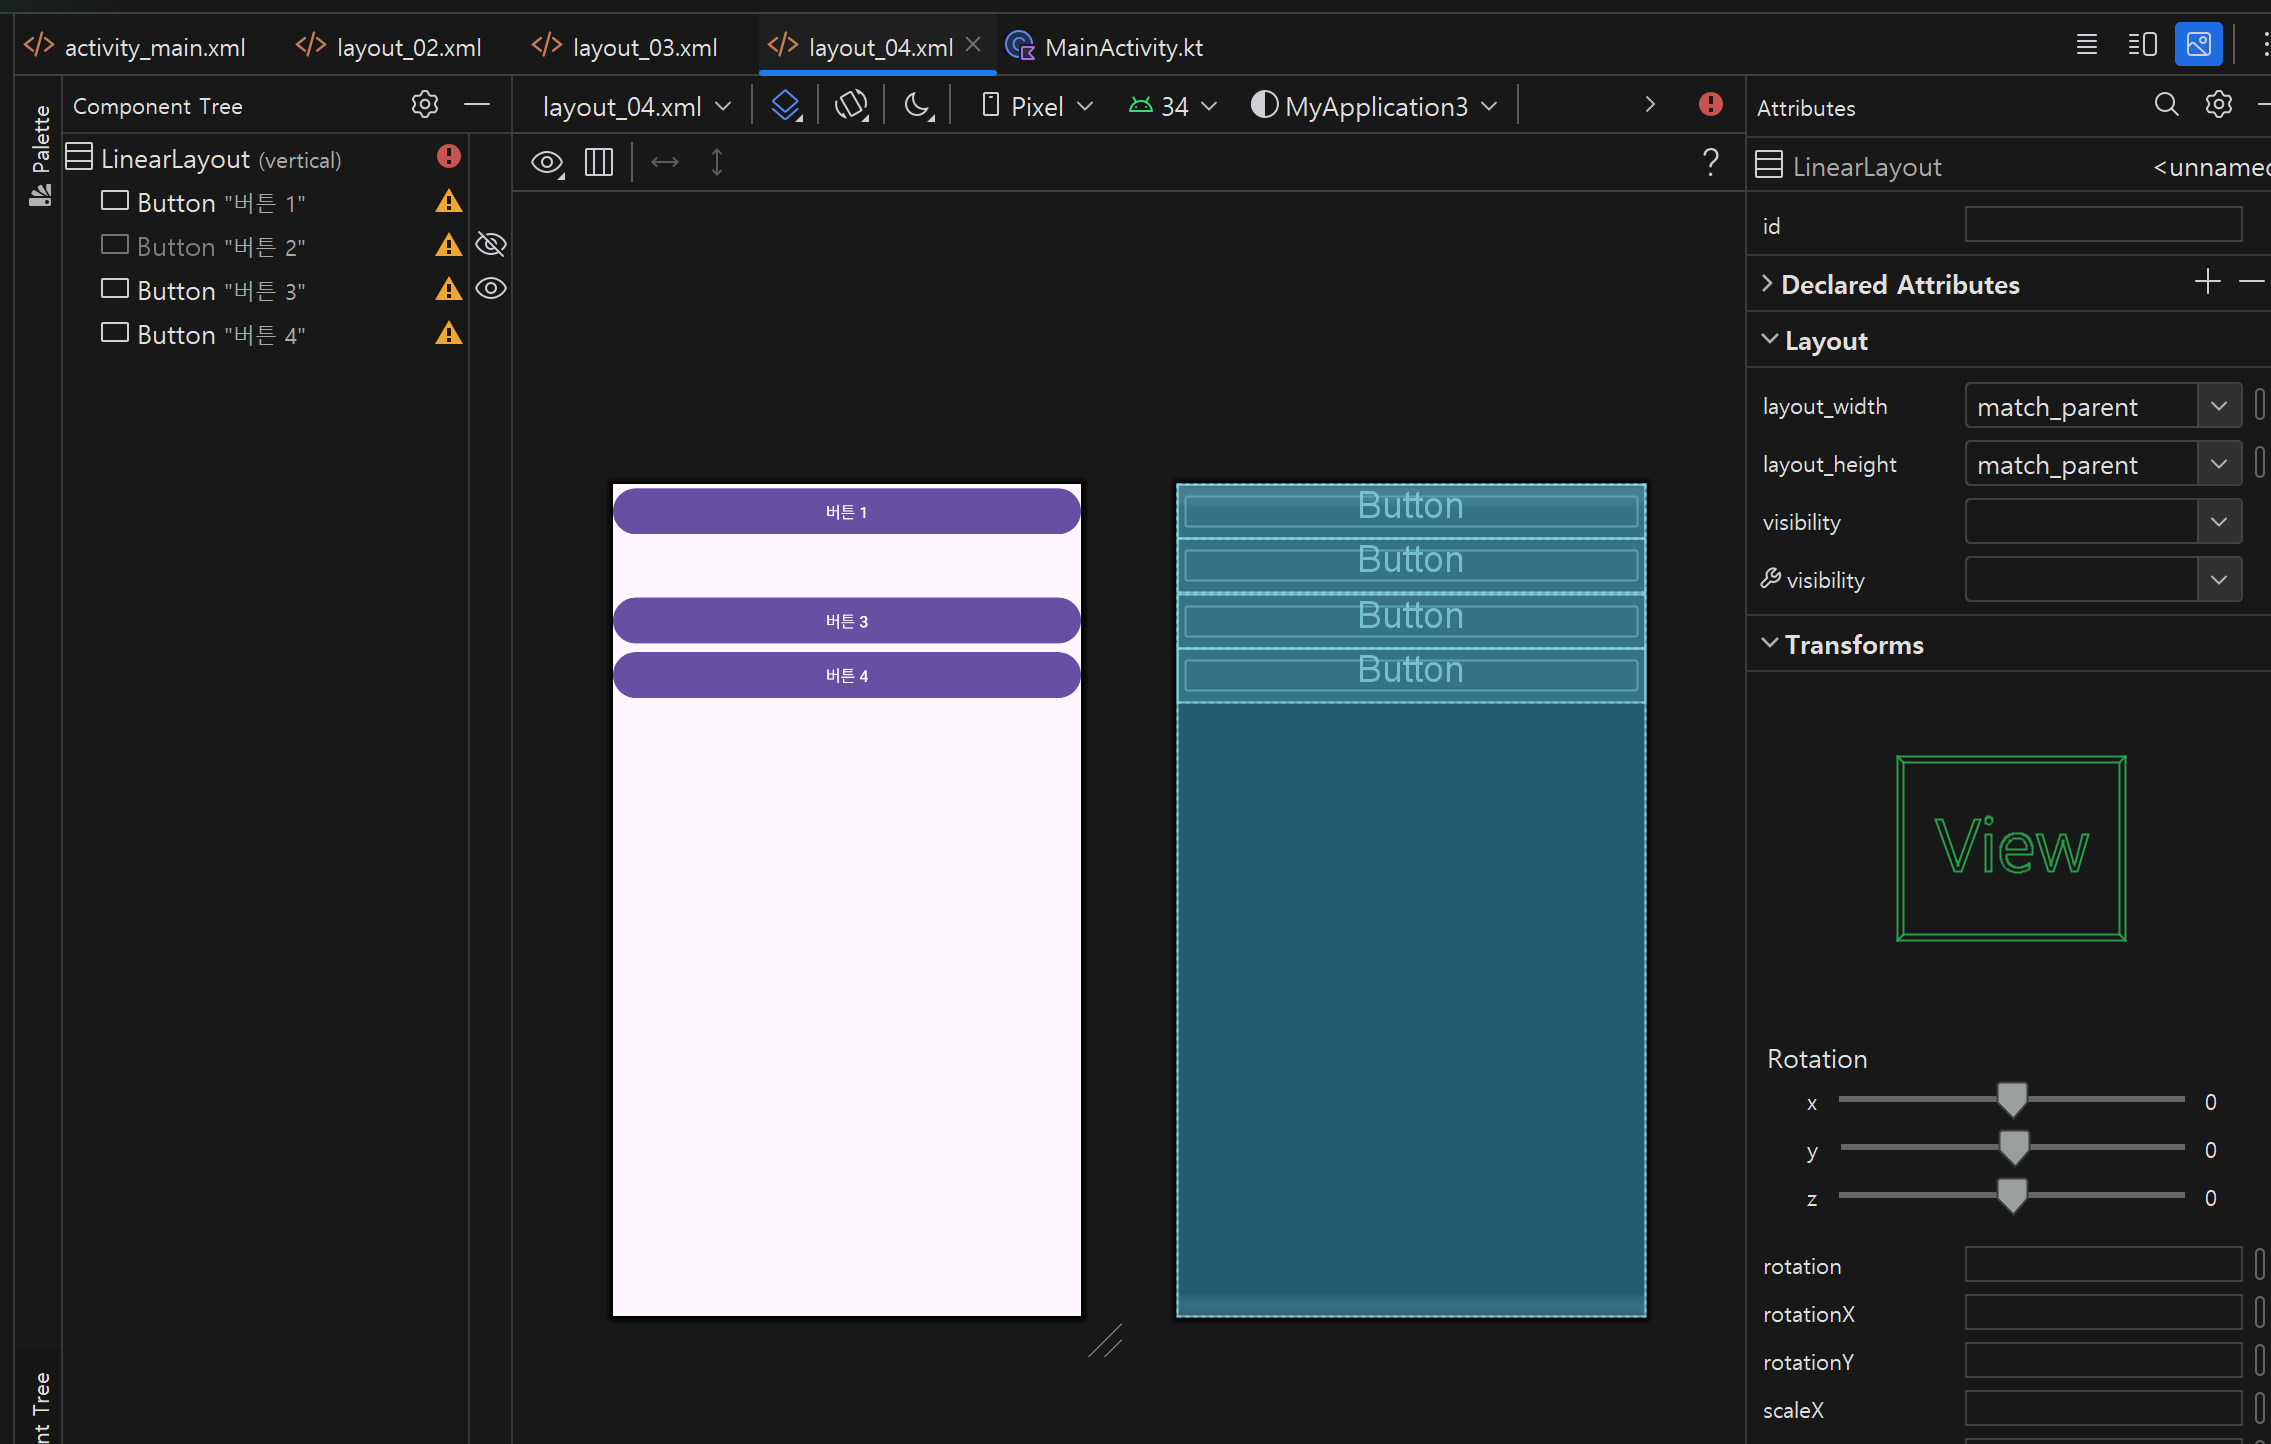 activity_main.xml
layout_02.xml
layout_03.xml
layout_04.xml
MainActivity.kt
Palette
Component Tree
layout_04.xml
Pixel
34
MyApplication3
Attributes
LinearLayout (vertical)
Button "버튼 1"
Button "버튼 2"
Button "버튼 3"
Button "버튼 4"
?
LinearLayout
<unnamed
id
Declared Attributes
Layout
layout_width
match_parent
layout_height
match_parent
visibility
visibility
Transforms
버튼 1
버튼 3
버튼 4
Button
Button
Button
Button
View
Rotation
x
0
y
0
z
0
rotation
rotationX
rotationY
scaleX
nt Tree